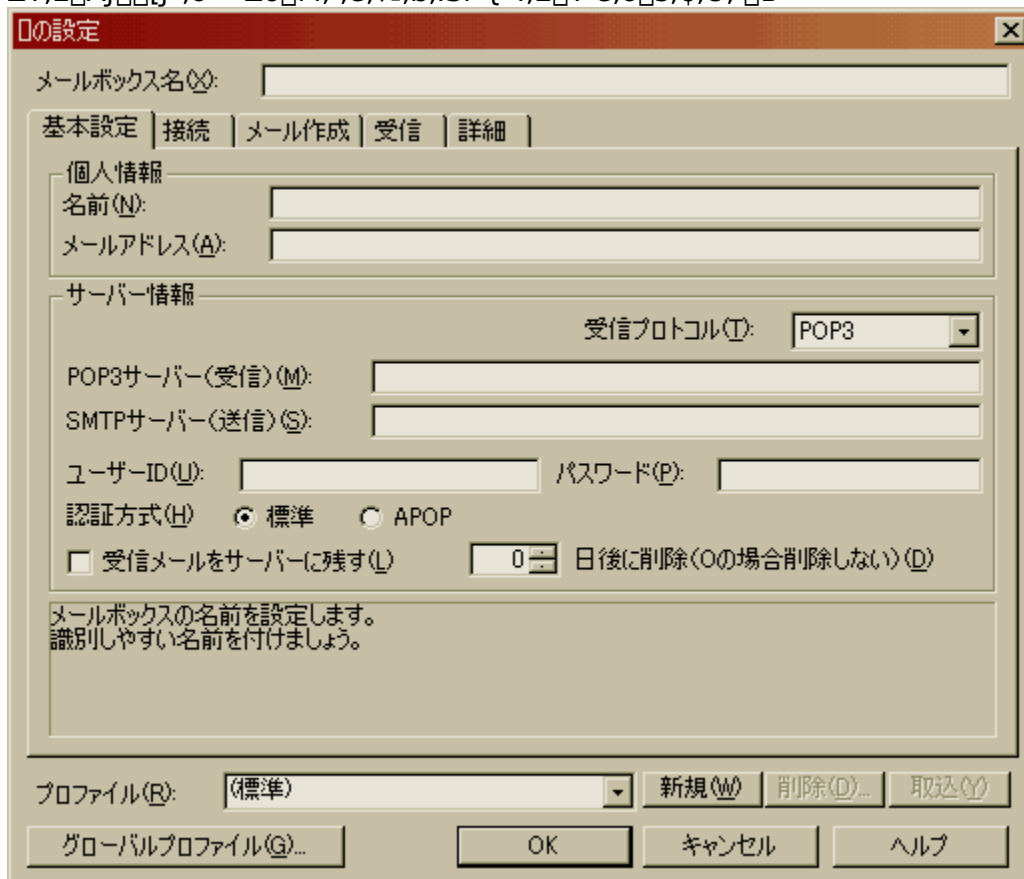 の設定
メールボックス名(X):
基本設定 接続 メール作成 受信 詳細
個人情報
名前(N):
メールアドレス(A):
サーバー情報
受信プロトコル(T): POP3
POP3サーバー(受信)(M):
SMTPサーバー(送信)(S):
ユーザーID(U): パスワード(P):
認証方式(H) 標準 APOP
受信メールをサーバーに残す(L) 0 日後に削除(0の場合削除しない)(D)
メールボックスの名前を設定します。
識別しやすい名前を付けましょう。
プロファイル(R): (標準) 新規(W) 削除(D)... 取込(Y)
グローバルプロファイル(G)... OK キャンセル ヘルプ